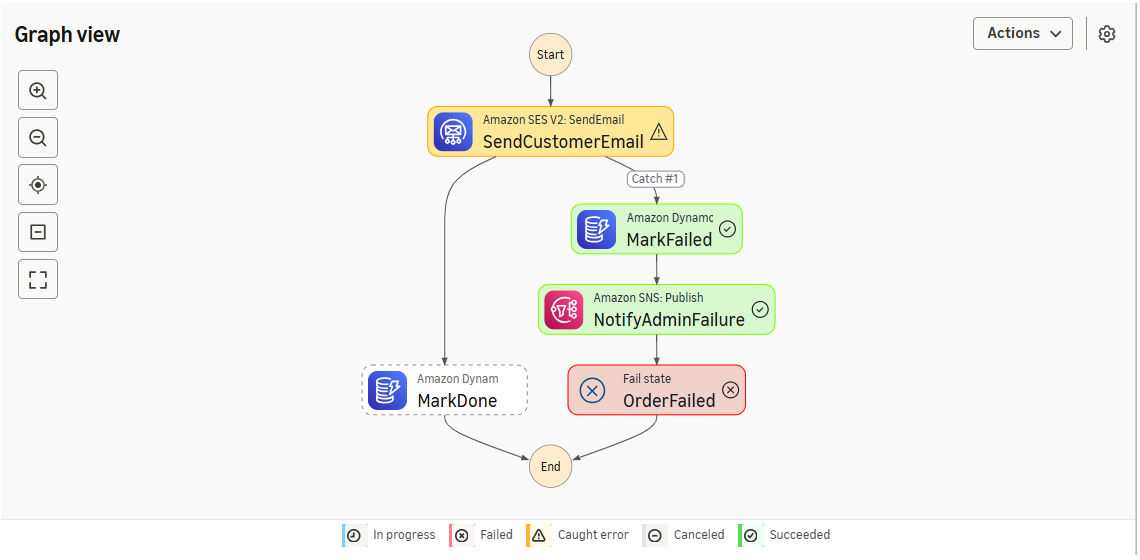 Graph view
Actions
Start
Amazon SES V2: SendEmail
SendCustomerEmail
Catch #1
Amazon Dynamo
MarkFailed
Amazon SNS: Publish
NotifyAdminFailure
Amazon Dynam
MarkDone
Fail state
OrderFailed
End
In progress
Failed
Caught error
Canceled
Succeeded